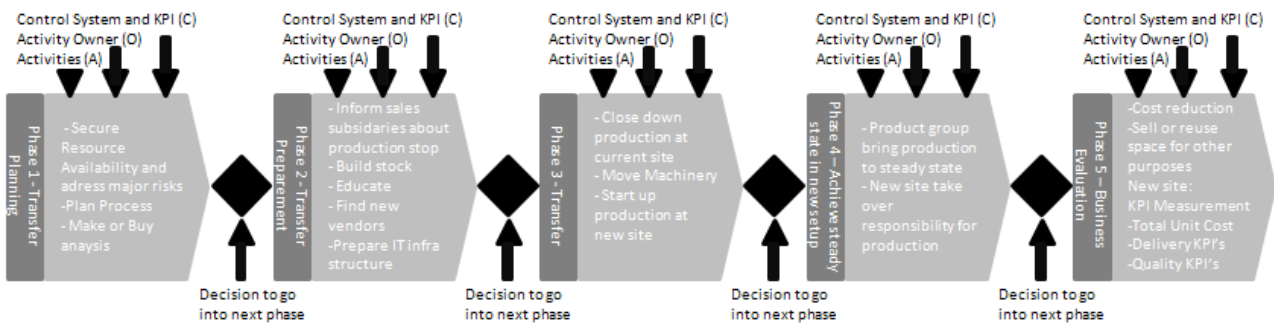 Control System and KPI (C)
Activity Owner (O)
Activities (A)
Phase 1 - Transfer
Planning
- Secure
Resource
Availability and
adress major risks
- Plan Process
- Make or Buy
anaysis
Decision to go
into next phase
Control System and KPI (C)
Activity Owner (O)
Activities (A)
Phase 2 - Transfer
Preparement
- Inform sales
subsidaries about
production stop
- Build stock
- Educate
- Find new
vendors
-Prepare IT infra
structure
Decision to go
into next phase
Control System and KPI (C)
Activity Owner (O)
Activities (A)
Phase 3 - Transfer
- Close down
production at
current site
- Move Machinery
- Start up
production at
new site
Decision to go
into next phase
Control System and KPI (C)
Activity Owner (O)
Activities (A)
Phase 4 – Achieve steady
state in new setup
- Product group
bring production
to steady state
- New site take
over
responsibility for
production
Decision to go
into next phase
Control System and KPI (C)
Activity Owner (O)
Activities (A)
Phase 5 – Business
Evaluation
-Cost reduction
-Sell or reuse
space for other
purposes
New site:
KPI Measurement
-Total Unit Cost
-Delivery KPI's
-Quality KPI's